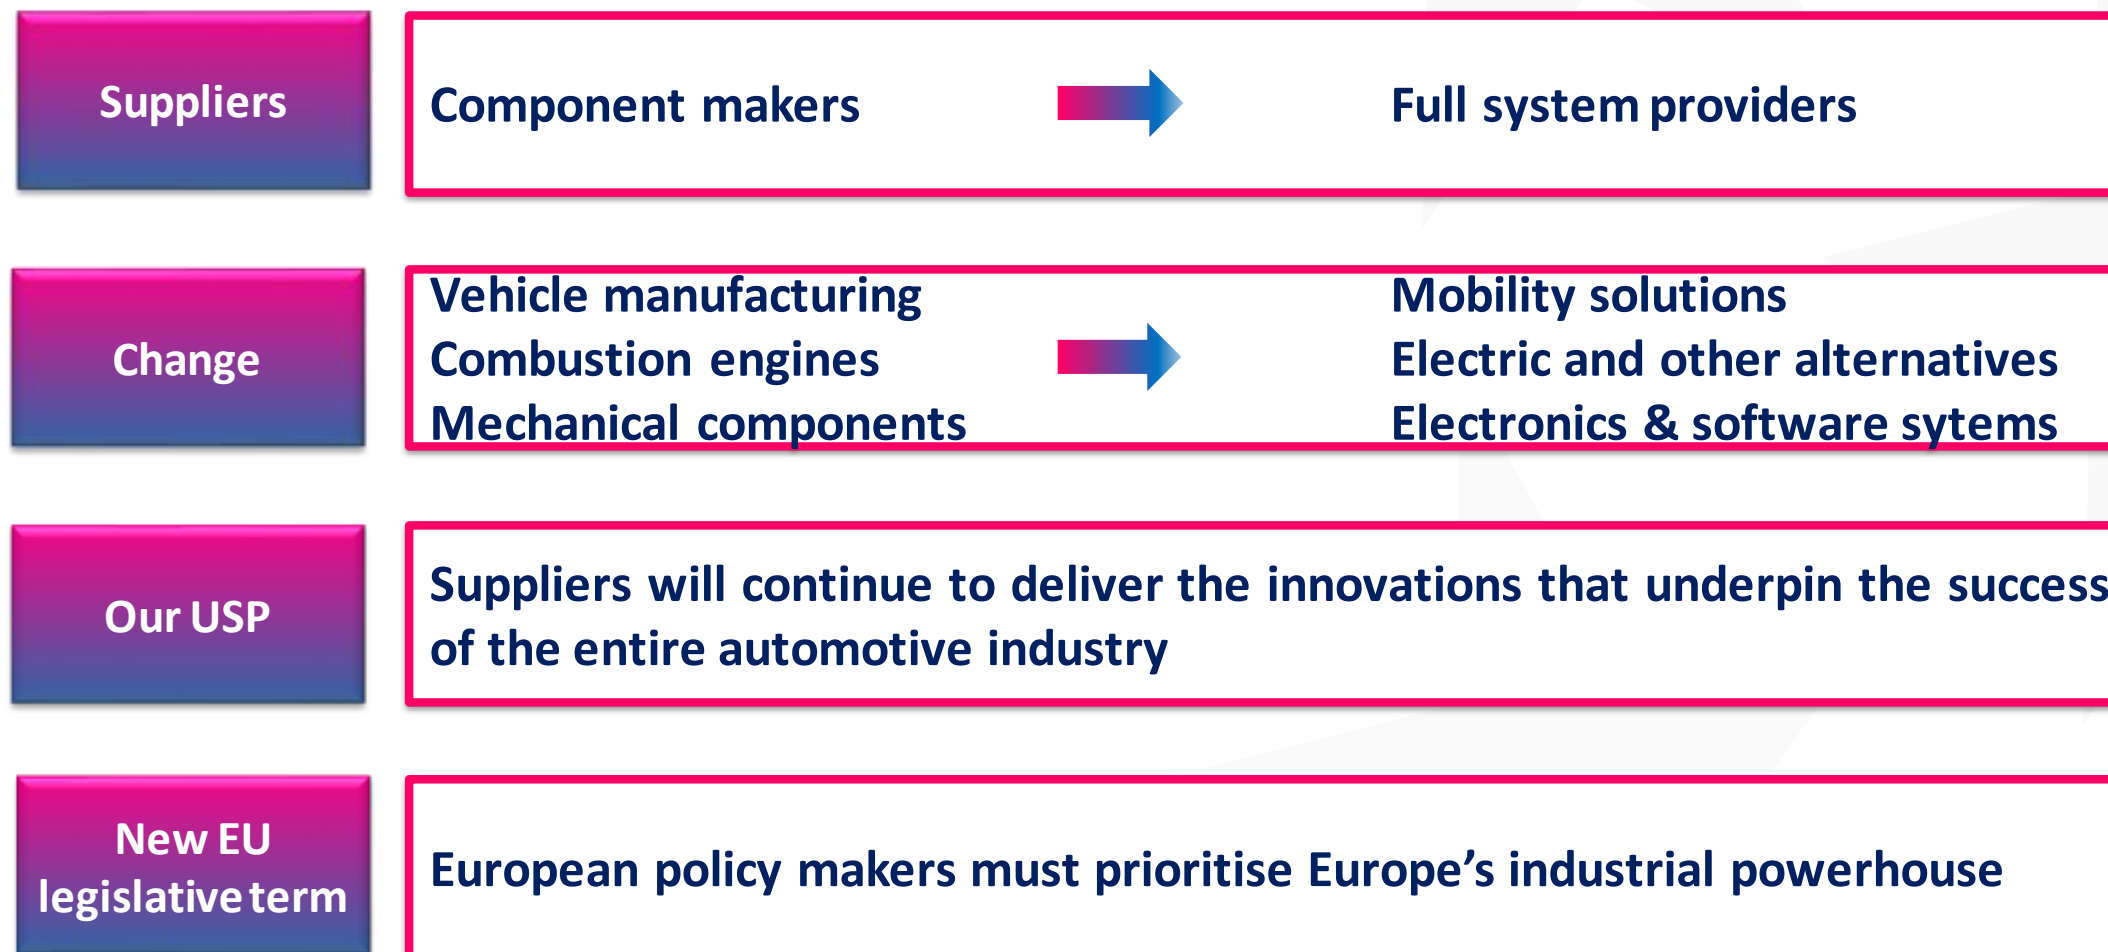 Suppliers
Component makers
Full system providers
Change
Vehicle manufacturing
Mobility solutions
Combustion engines
Electric and other alternatives
Mechanical components
Electronics & software sytems
Our USP
Suppliers will continue to deliver the innovations that underpin the success
of the entire automotive industry
New EU
legislative term
European policy makers must prioritise Europe’s industrial powerhouse